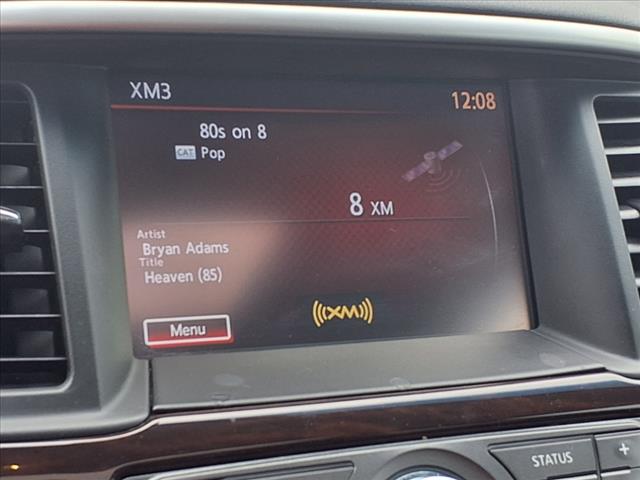 XM3 12:08
80s on 8
CAT Pop
8 XM
Artist
Bryan Adams
Title
Heaven (85)
((XM))
Menu
STATUS +